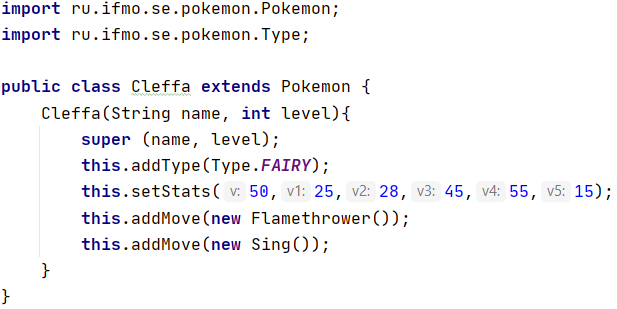 import ru.ifmo.se.pokemon.Pokemon;
import ru.ifmo.se.pokemon.Type;

public class Cleffa extends Pokemon {
    Cleffa(String name, int level){
        super (name, level);
        this.addType(Type.FAIRY);
        this.setStats( v: 50, v1: 25, v2: 28, v3: 45, v4: 55, v5: 15);
        this.addMove(new Flamethrower());
        this.addMove(new Sing());
    }
}